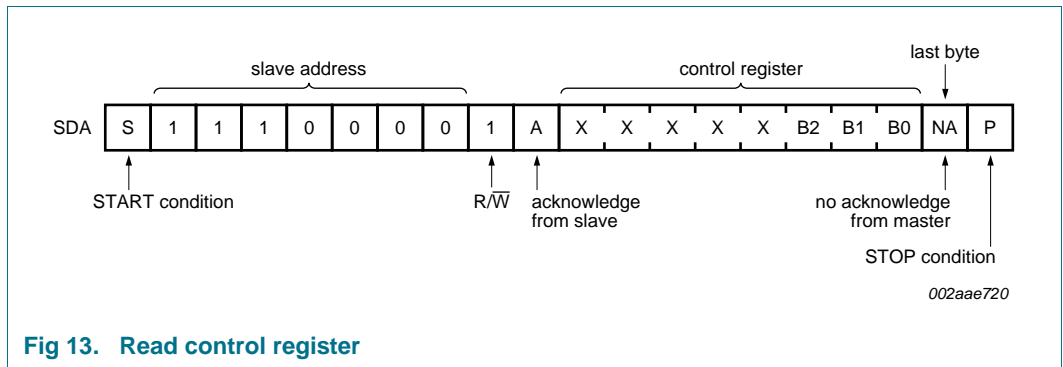 last byte
slave address control register
SDA S 1 1 1 0 0 0 0 1 A X X X X X B2 B1 B0 NA P
START condition R/W̅ acknowledge from slave no acknowledge from master
STOP condition
002aae720
Fig 13. Read control register